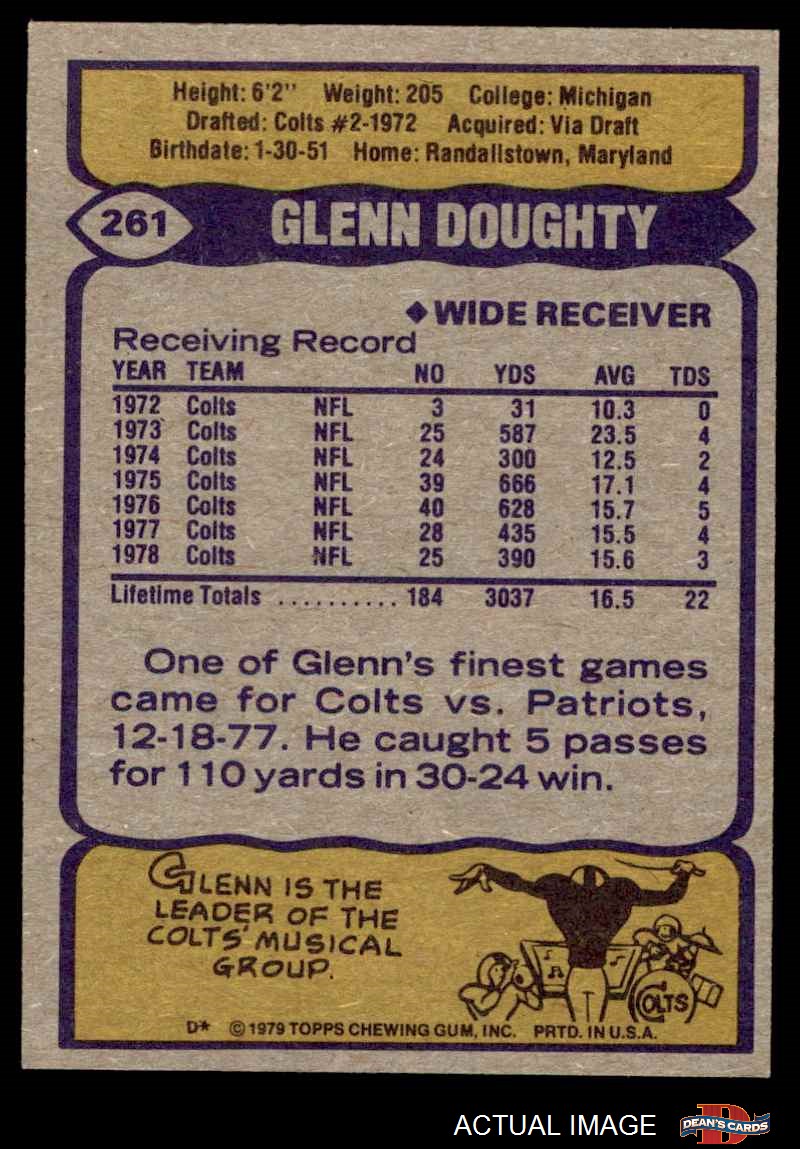 Height: 6'2" Weight: 205 College: Michigan
Drafted: Colts #2-1972 Acquired: Via Draft
Birthdate: 1-30-51 Home: Randallstown, Maryland
261 GLENN DOUGHTY
◆WIDE RECEIVER
Receiving Record
YEAR TEAM NO YDS AVG TDS
1972 Colts NFL 3 31 10.3 0
1973 Colts NFL 25 587 23.5 4
1974 Colts NFL 24 300 12.5 2
1975 Colts NFL 39 666 17.1 4
1976 Colts NFL 40 628 15.7 5
1977 Colts NFL 28 435 15.5 4
1978 Colts NFL 25 390 15.6 3
Lifetime Totals .......... 184 3037 16.5 22
One of Glenn's finest games
came for Colts vs. Patriots,
12-18-77. He caught 5 passes
for 110 yards in 30-24 win.
GLENN IS THE
LEADER OF THE
COLTS' MUSICAL
GROUP.
COLTS
D* © 1979 TOPPS CHEWING GUM, INC. PRTD. IN U.S.A.
ACTUAL IMAGE
D
DEAN'S CARDS